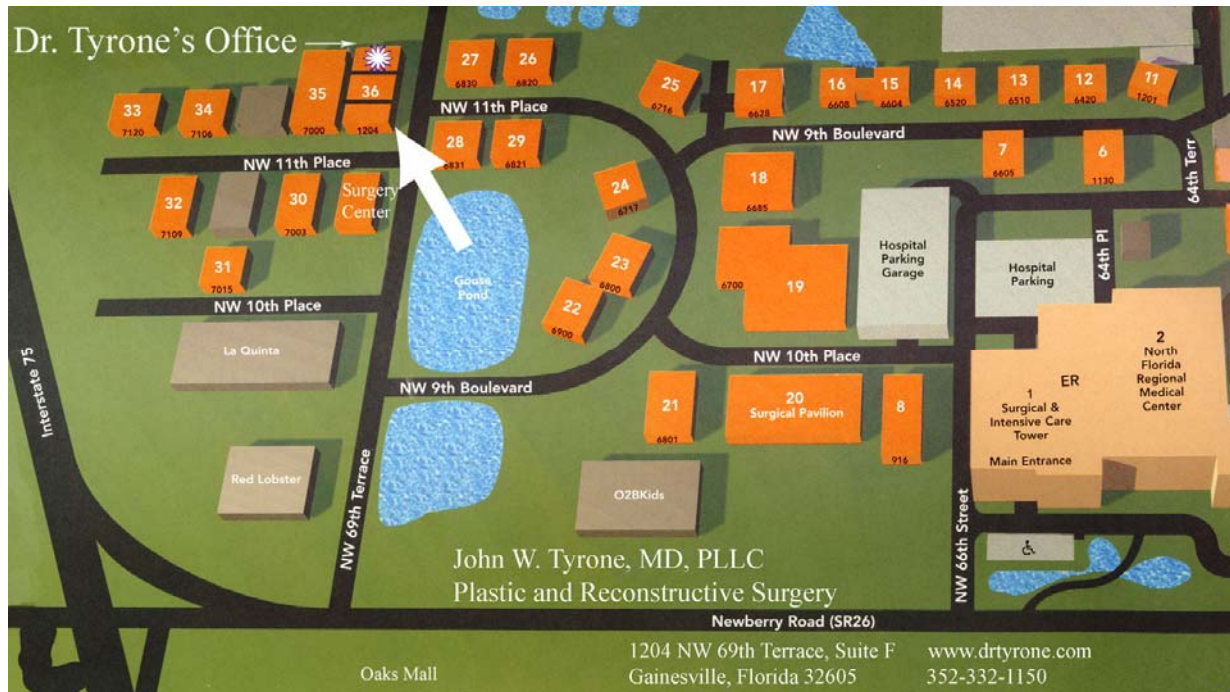 Dr. Tyrone's Office
27
6830
26
6820
25
6716
17
6628
16
6608
15
6604
14
6520
13
6510
12
6420
11
1201
33
7120
34
7106
35
7000
36
1204
NW 11th Place
NW 11th Place
28
6831
29
6821
NW 9th Boulevard
7
6605
6
1130
64th Terr
32
7109
30
7003
Surgery
Center
24
6717
18
6685
31
7015
23
6800
22
6900
6700
19
Hospital
Parking
Garage
Hospital
Parking
64th Pl
Goose
Pond
NW 10th Place
La Quinta
NW 9th Boulevard
NW 10th Place
Interstate 75
NW 69th Terrace
21
6801
20
Surgical Pavilion
8
916
1
Surgical &
Intensive Care
Tower
Main Entrance
ER
2
North
Florida
Regional
Medical
Center
Red Lobster
O2BKids
NW 66th Street
John W. Tyrone, MD, PLLC
Plastic and Reconstructive Surgery
Newberry Road (SR26)
Oaks Mall
1204 NW 69th Terrace, Suite F
Gainesville, Florida 32605
www.drtyrone.com
352-332-1150